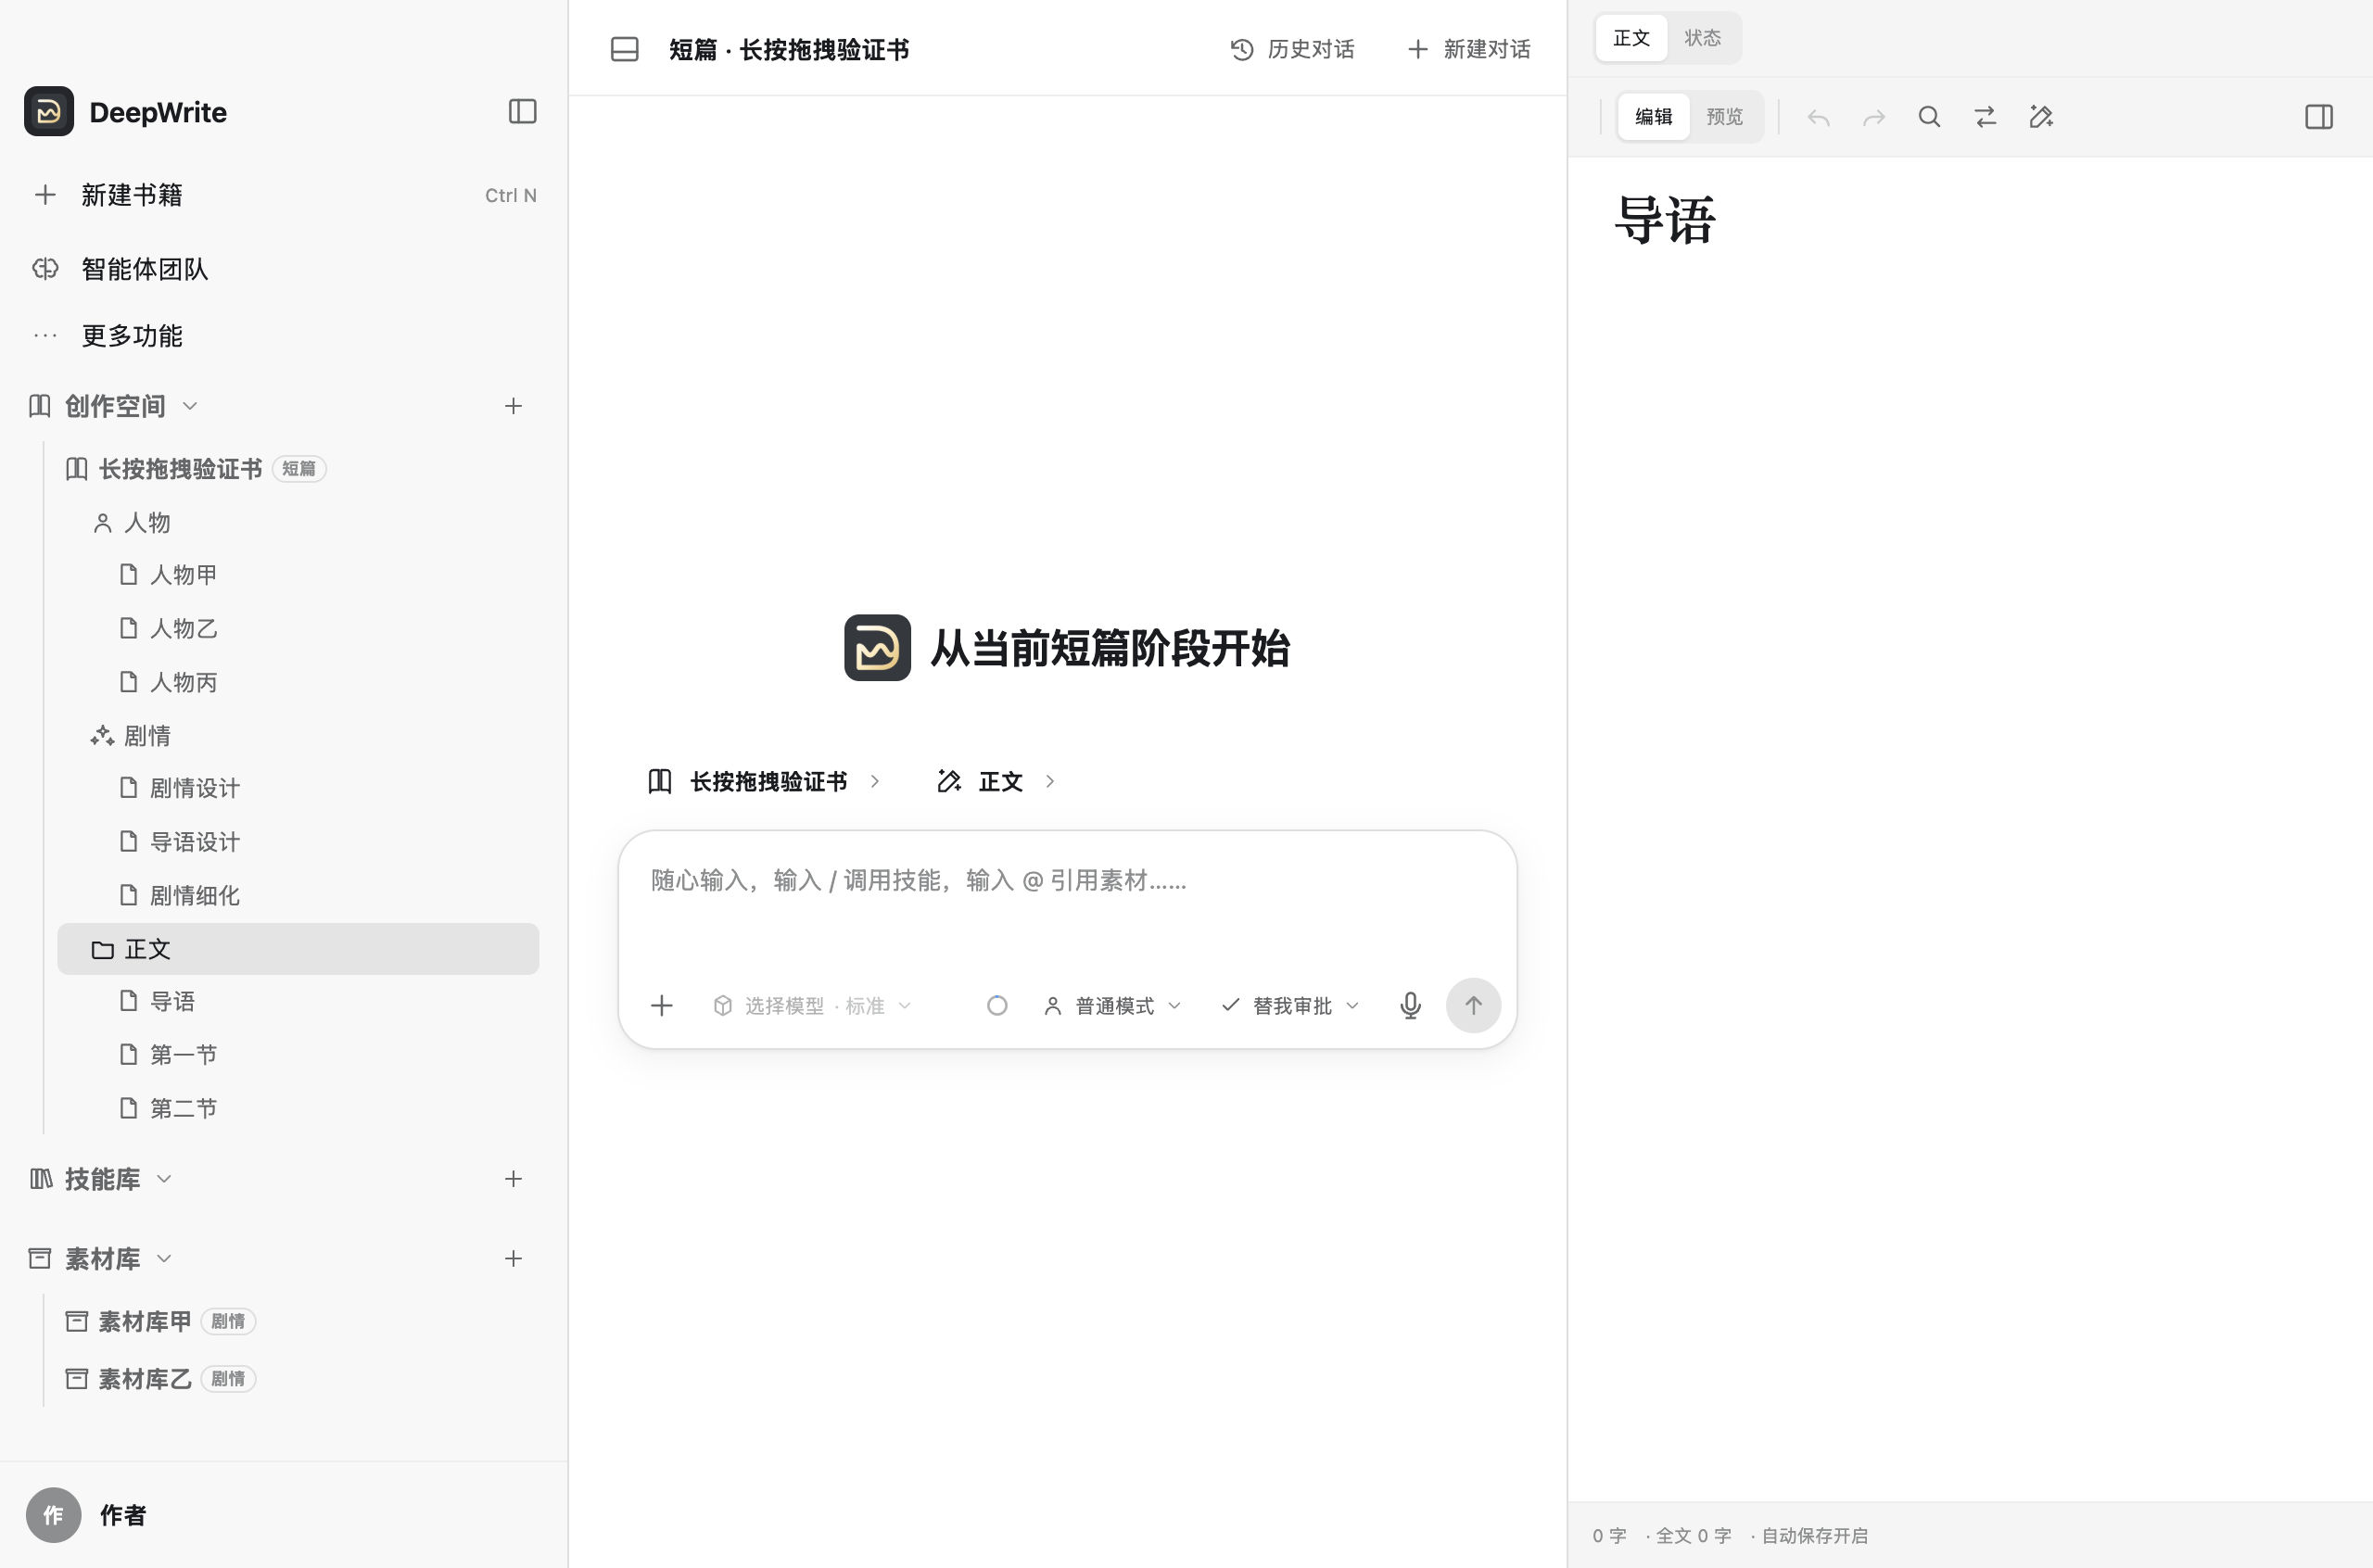 DeepWrite
新建书籍 Ctrl N
智能体团队
更多功能
创作空间
长按拖拽验证书 短篇
人物
人物甲
人物乙
人物丙
剧情
剧情设计
导语设计
剧情细化
正文
导语
第一节
第二节
技能库
素材库
素材库甲 剧情
素材库乙 剧情
作 作者
短篇 · 长按拖拽验证书 历史对话 新建对话
从当前短篇阶段开始
长按拖拽验证书 正文
随心输入，输入 / 调用技能，输入 @ 引用素材……
选择模型 · 标准 普通模式 替我审批
正文 状态
编辑 预览
导语
0 字 · 全文 0 字 · 自动保存开启